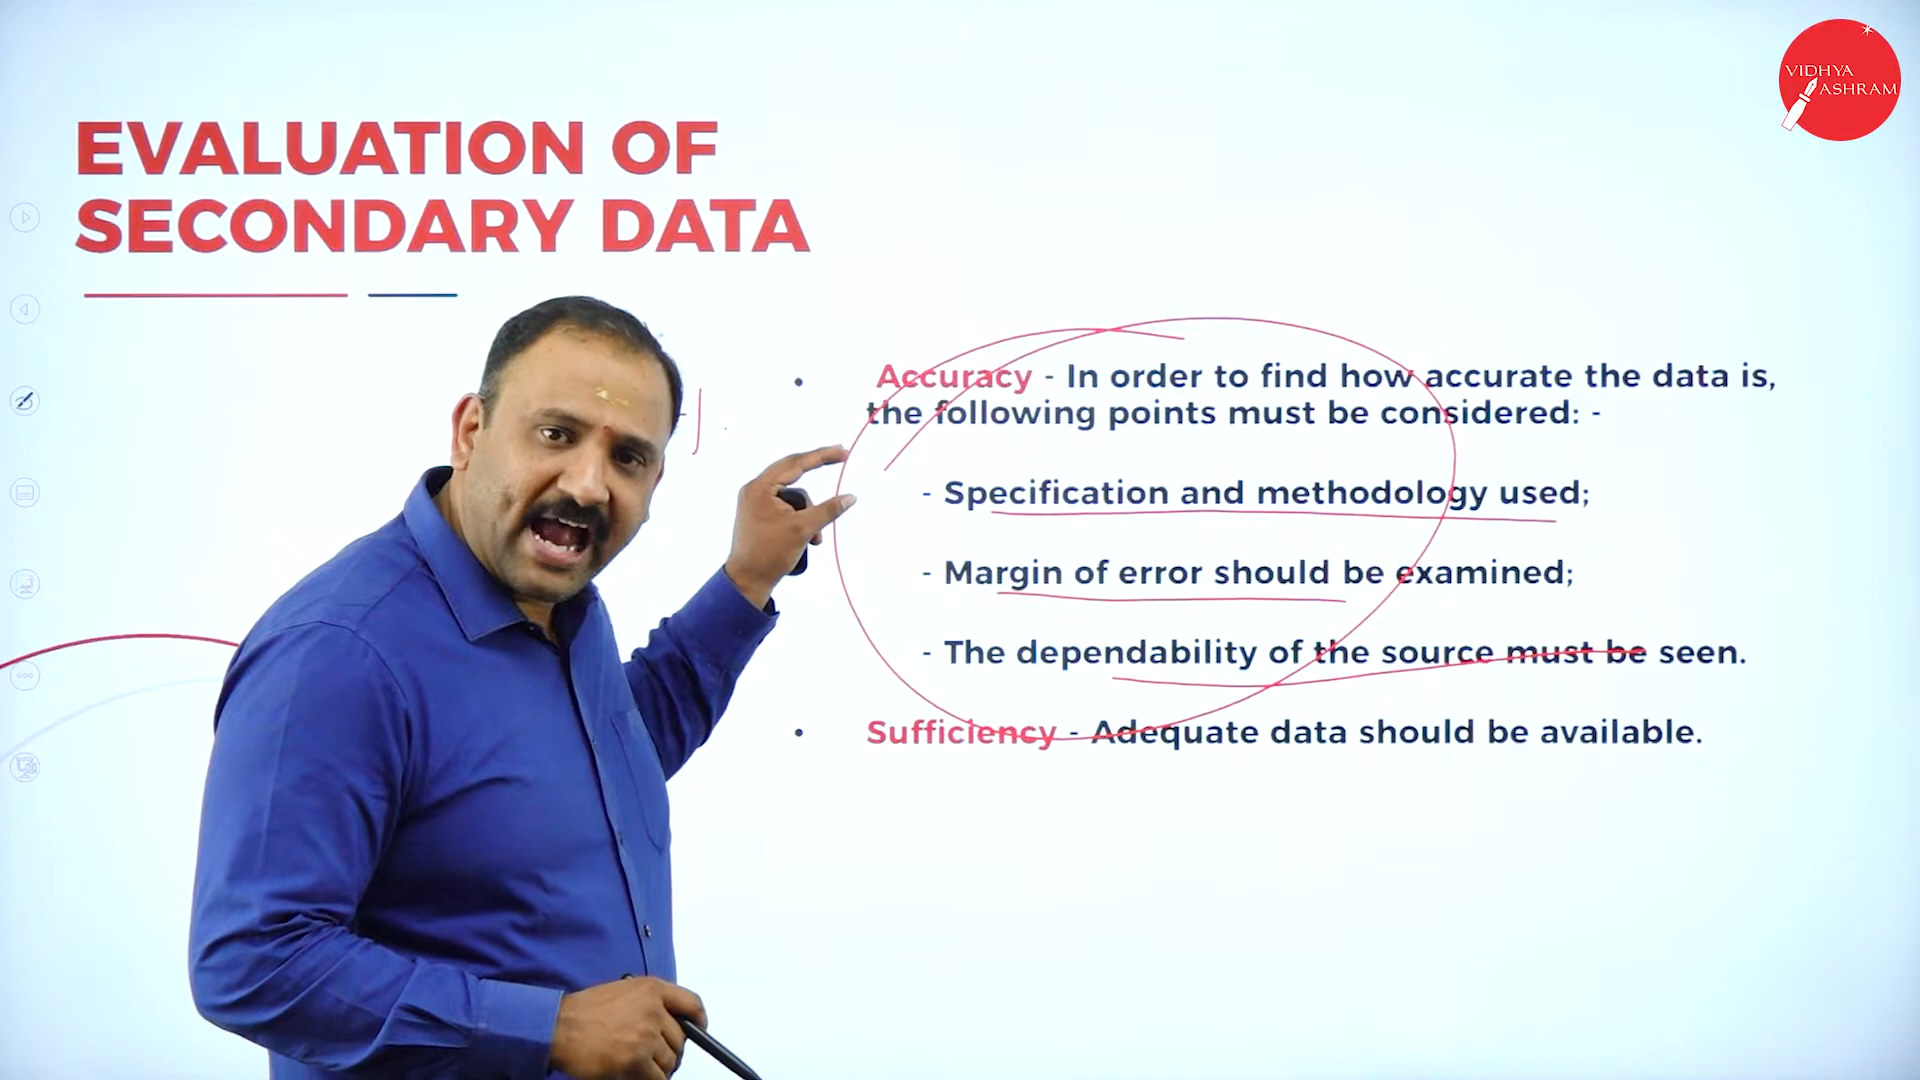 VIDHYA
ASHRAM
EVALUATION OF
SECONDARY DATA
• Accuracy - In order to find how accurate the data is,
the following points must be considered: -
- Specification and methodology used;
- Margin of error should be examined;
- The dependability of the source must be seen.
• Sufficiency - Adequate data should be available.